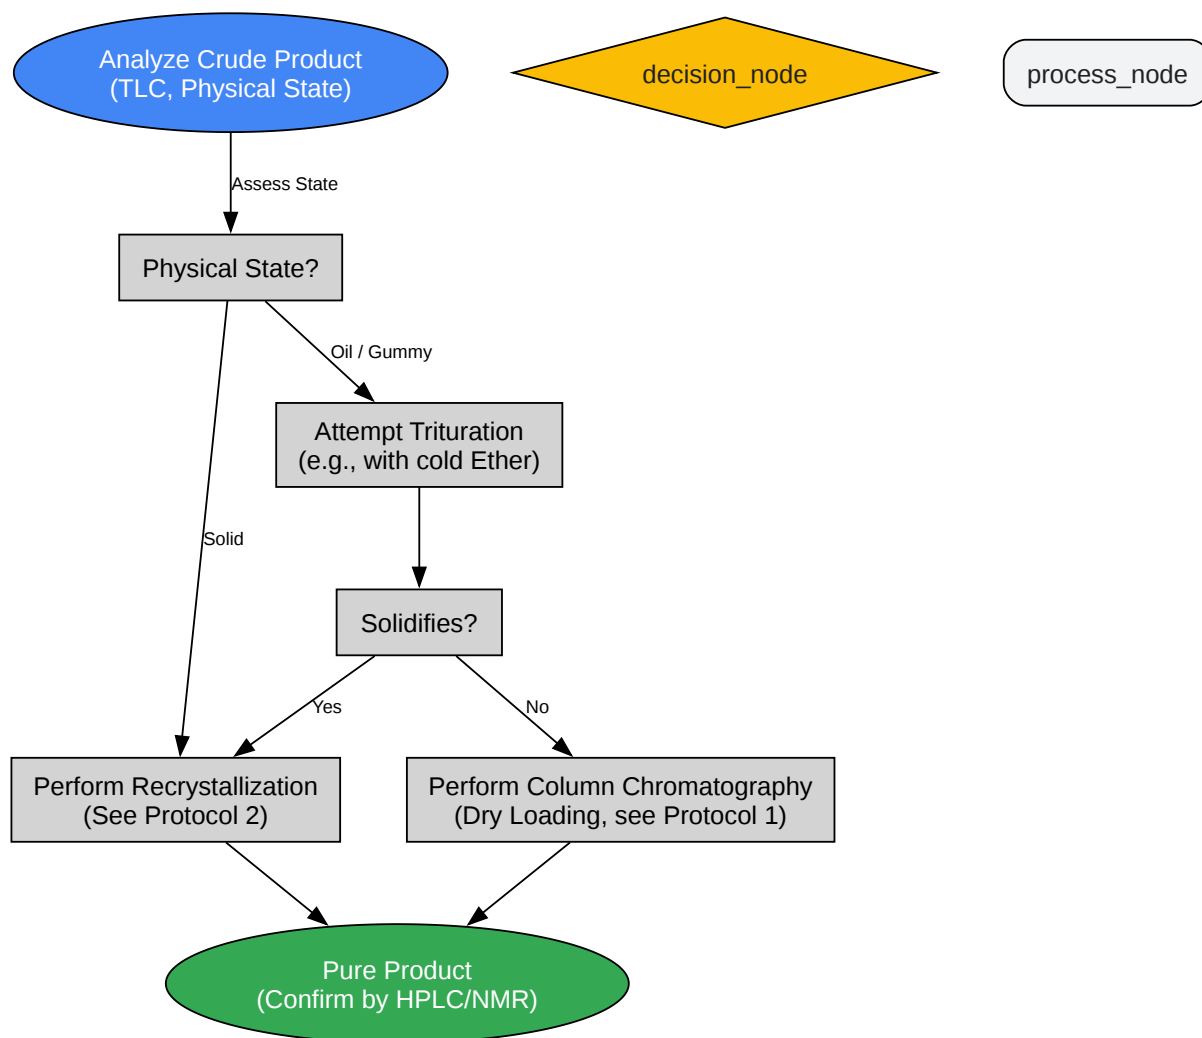 Analyze Crude Product
(TLC, Physical State)
decision_node
process_node
Assess State
Physical State?
Oil / Gummy
Attempt Trituration
(e.g., with cold Ether)
Solid
Solidifies?
Yes
No
Perform Recrystallization
(See Protocol 2)
Perform Column Chromatography
(Dry Loading, see Protocol 1)
Pure Product
(Confirm by HPLC/NMR)